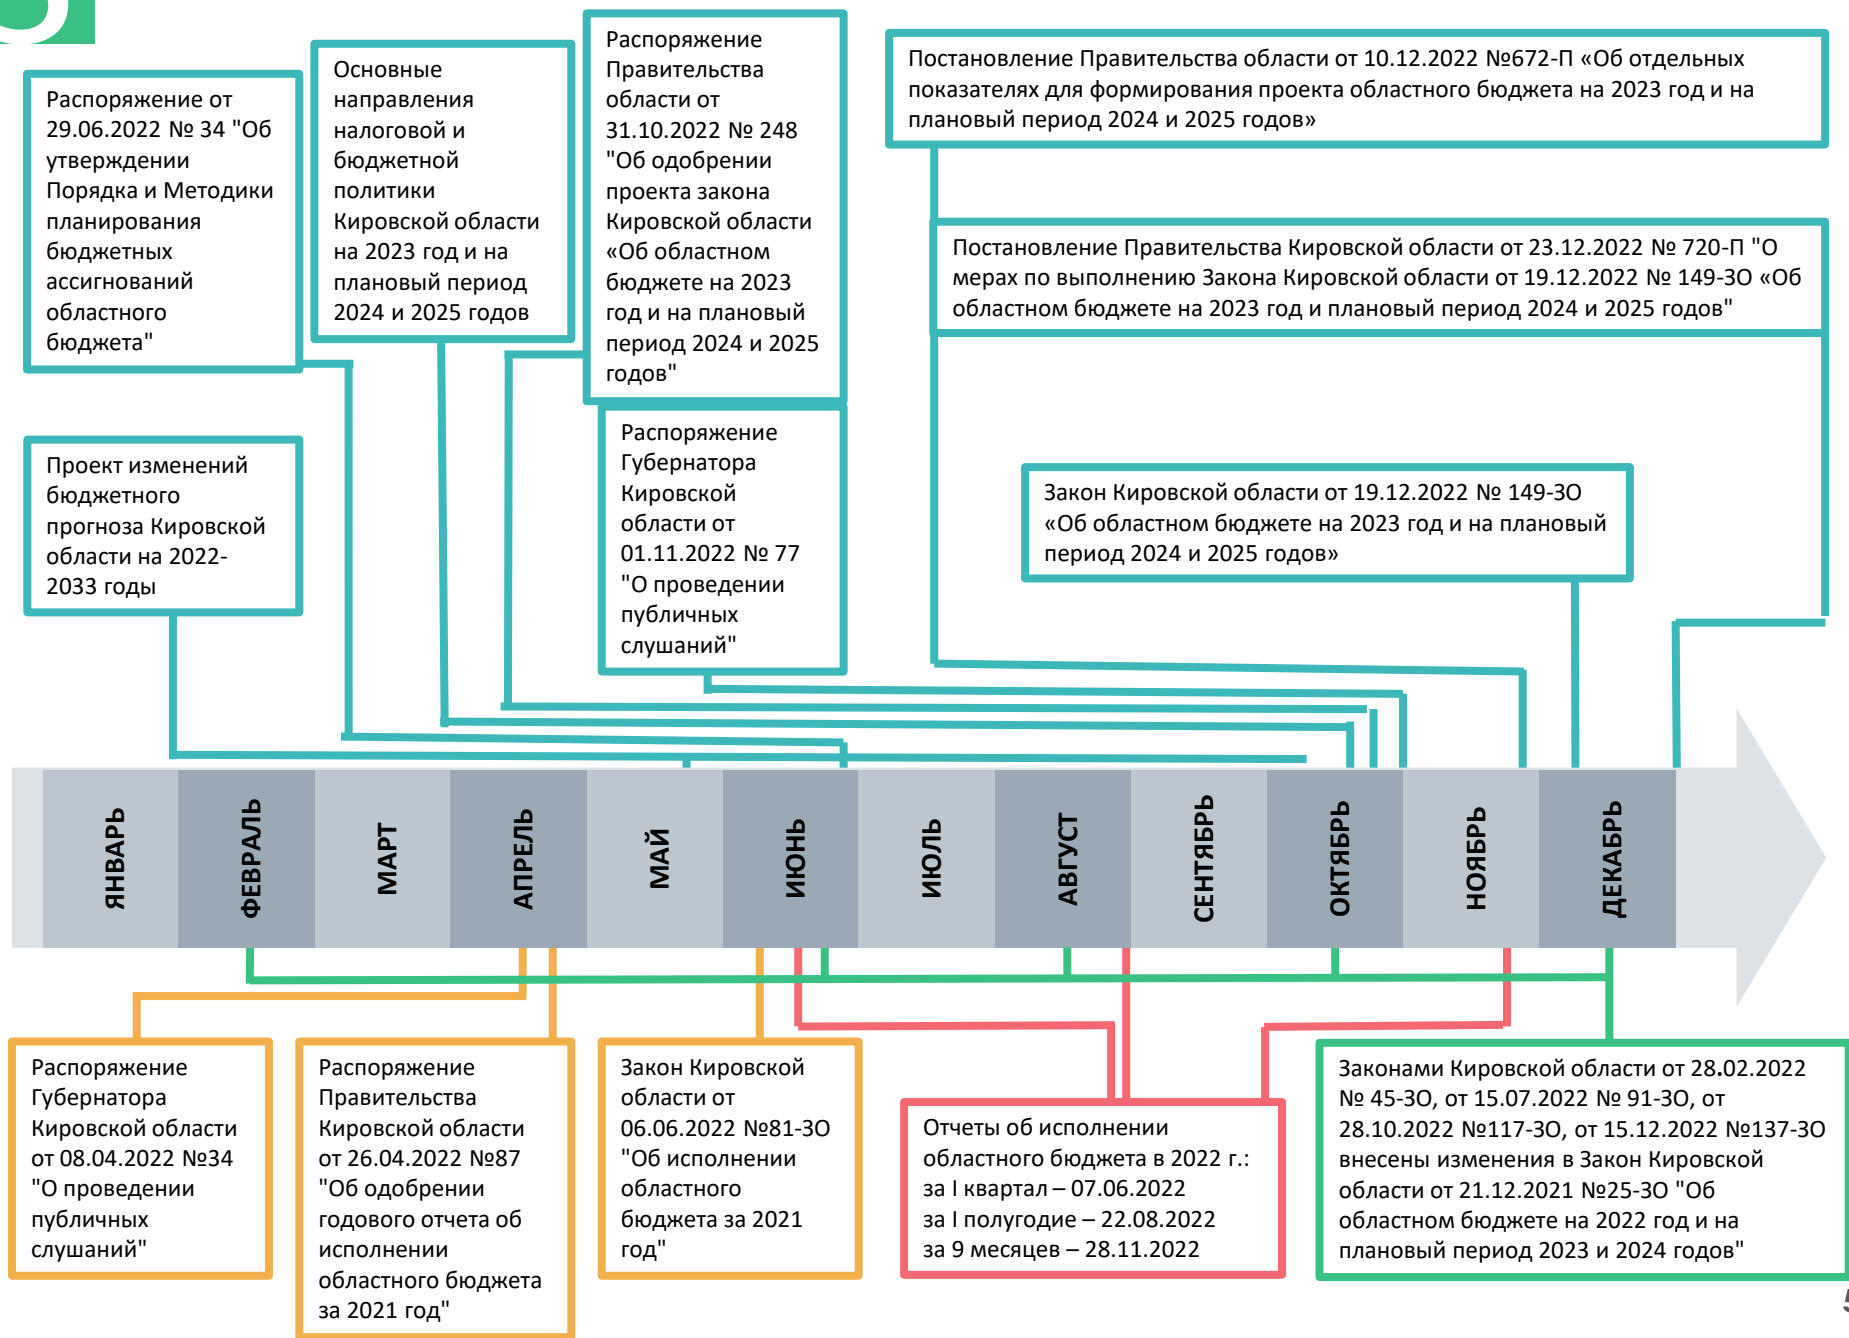 Распоряжение от
29.06.2022 № 34 "Об
утверждении
Порядка и Методики
планирования
бюджетных
ассигнований
областного
бюджета"
Основные
направления
налоговой и
бюджетной
политики
Кировской области
на 2023 год и на
плановый период
2024 и 2025 годов
Распоряжение
Правительства
области от
31.10.2022 № 248
"Об одобрении
проекта закона
Кировской области
«Об областном
бюджете на 2023
год и на плановый
период 2024 и 2025
годов"
Постановление Правительства области от 10.12.2022 №672-П «Об отдельных
показателях для формирования проекта областного бюджета на 2023 год и на
плановый период 2024 и 2025 годов»
Постановление Правительства Кировской области от 23.12.2022 № 720-П "О
мерах по выполнению Закона Кировской области от 19.12.2022 № 149-ЗО «Об
областном бюджете на 2023 год и плановый период 2024 и 2025 годов"
Проект изменений
бюджетного
прогноза Кировской
области на 2022-
2033 годы
Распоряжение
Губернатора
Кировской
области от
01.11.2022 № 77
"О проведении
публичных
слушаний"
Закон Кировской области от 19.12.2022 № 149-ЗО
«Об областном бюджете на 2023 год и на плановый
период 2024 и 2025 годов»
ЯНВАРЬ
ФЕВРАЛЬ
МАРТ
АПРЕЛЬ
МАЙ
ИЮНЬ
ИЮЛЬ
АВГУСТ
СЕНТЯБРЬ
ОКТЯБРЬ
НОЯБРЬ
ДЕКАБРЬ
Распоряжение
Губернатора
Кировской области
от 08.04.2022 №34
"О проведении
публичных
слушаний"
Распоряжение
Правительства
Кировской области
от 26.04.2022 №87
"Об одобрении
годового отчета об
исполнении
областного бюджета
за 2021 год"
Закон Кировской
области от
06.06.2022 №81-ЗО
"Об исполнении
областного
бюджета за 2021
год"
Отчеты об исполнении
областного бюджета в 2022 г.:
за I квартал – 07.06.2022
за I полугодие – 22.08.2022
за 9 месяцев – 28.11.2022
Законами Кировской области от 28.02.2022
№ 45-ЗО, от 15.07.2022 № 91-ЗО, от
28.10.2022 №117-ЗО, от 15.12.2022 №137-ЗО
внесены изменения в Закон Кировской
области от 21.12.2021 №25-ЗО "Об
областном бюджете на 2022 год и на
плановый период 2023 и 2024 годов"